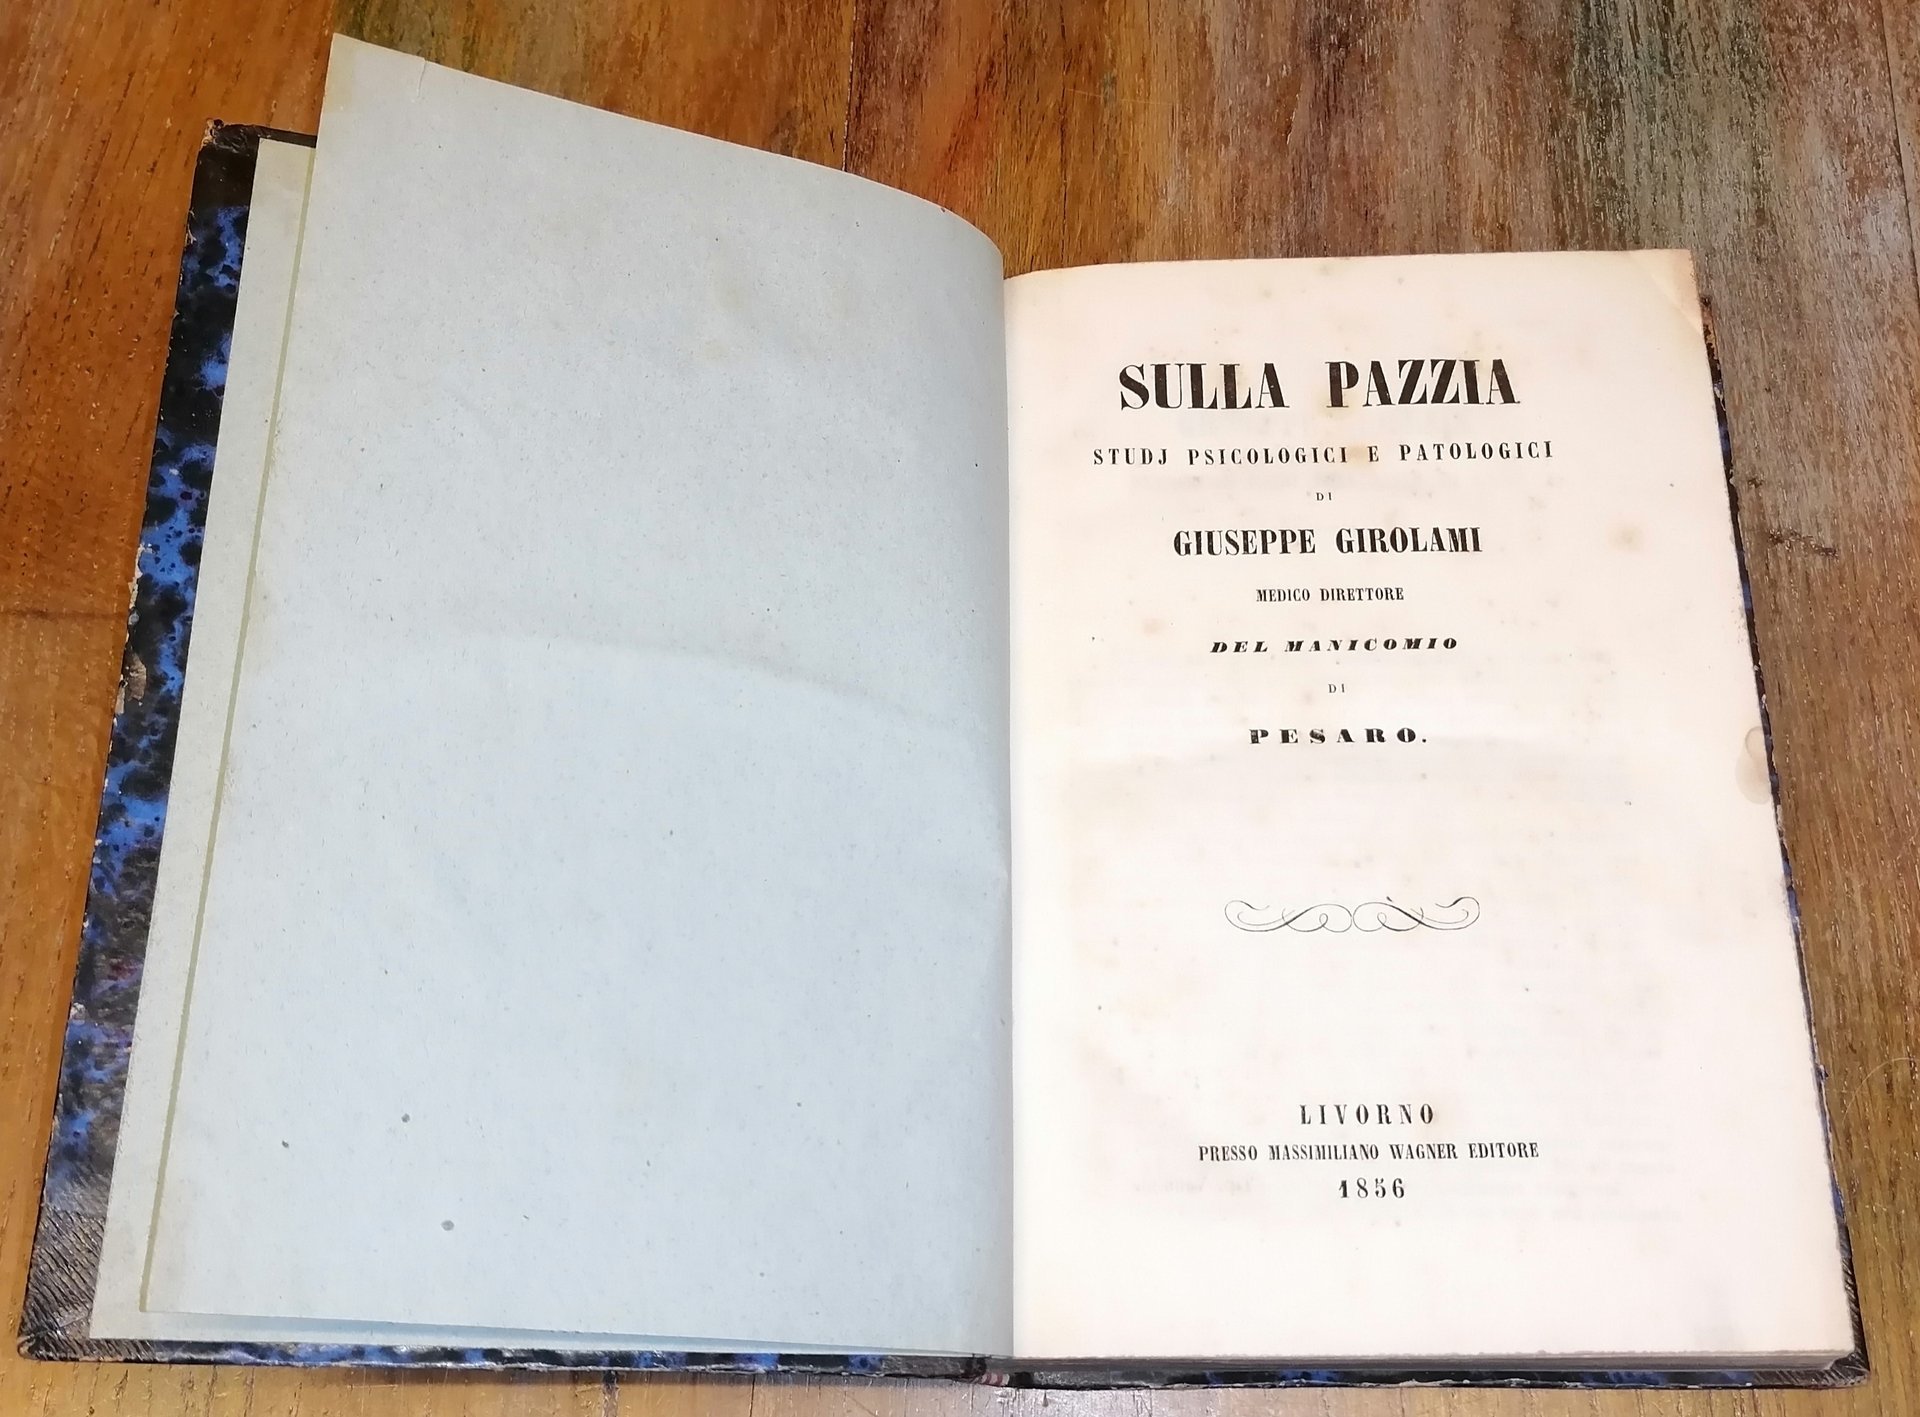 SULLA PAZZIA
STUDJ PSICOLOGICI E PATOLOGICI
DI
GIUSEPPE GIROLAMI
MEDICO DIRETTORE
DEL MANICOMIO
DI
PESARO.
LIVORNO
PRESSO MASSIMILIANO WAGNER EDITORE
1856